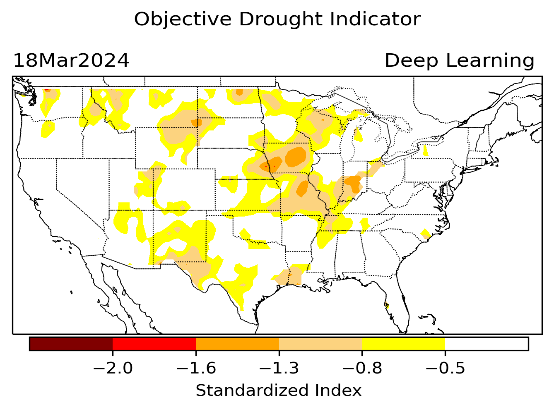 Objective Drought Indicator
18Mar2024
Deep Learning
−2.0
−1.6
−1.3
−0.8
−0.5
Standardized Index